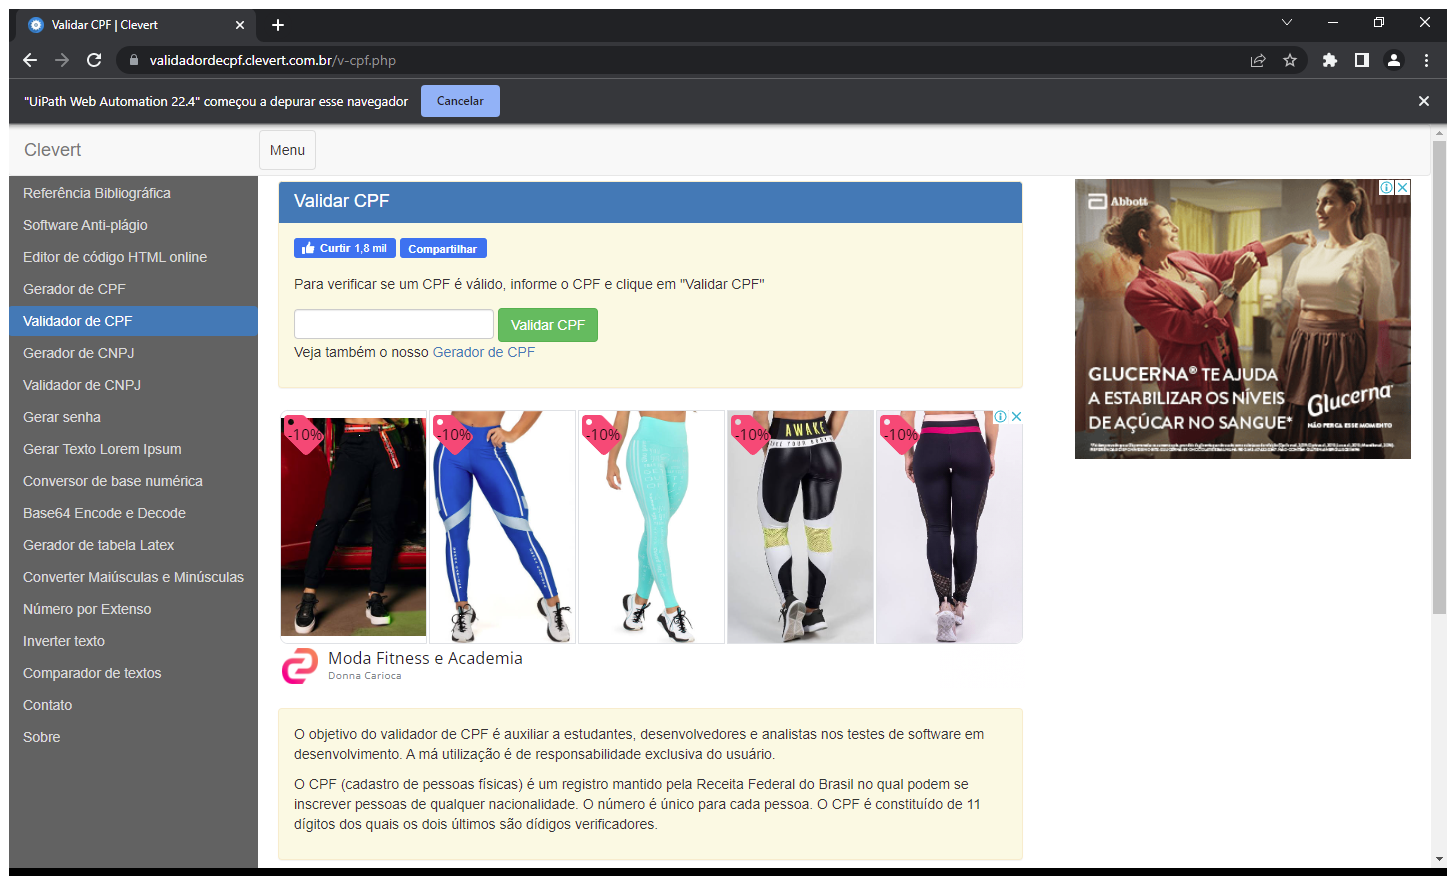 Validar CPF | Clevert
validadordecpf.clevert.com.br/v-cpf.php
"UiPath Web Automation 22.4" começou a depurar esse navegador
Cancelar
Clevert
Menu
Referência Bibliográfica
Software Anti-plágio
Editor de código HTML online
Gerador de CPF
Validador de CPF
Gerador de CNPJ
Validador de CNPJ
Gerar senha
Gerar Texto Lorem Ipsum
Conversor de base numérica
Base64 Encode e Decode
Gerador de tabela Latex
Converter Maiúsculas e Minúsculas
Número por Extenso
Inverter texto
Comparador de textos
Contato
Sobre
Validar CPF
Curtir 1,8 mil
Compartilhar
Para verificar se um CPF é válido, informe o CPF e clique em "Validar CPF"
Validar CPF
Veja também o nosso Gerador de CPF
-10%
-10%
-10%
-10%
-10%
AWAKE
Moda Fitness e Academia
Donna Carioca
O objetivo do validador de CPF é auxiliar a estudantes, desenvolvedores e analistas nos testes de software em
desenvolvimento. A má utilização é de responsabilidade exclusiva do usuário.
O CPF (cadastro de pessoas físicas) é um registro mantido pela Receita Federal do Brasil no qual podem se
inscrever pessoas de qualquer nacionalidade. O número é único para cada pessoa. O CPF é constituído de 11
dígitos dos quais os dois últimos são dídigos verificadores.
Abbott
GLUCERNA® TE AJUDA
A ESTABILIZAR OS NÍVEIS
DE AÇÚCAR NO SANGUE*
Glucerna
NÃO PERCA ESSE MOMENTO